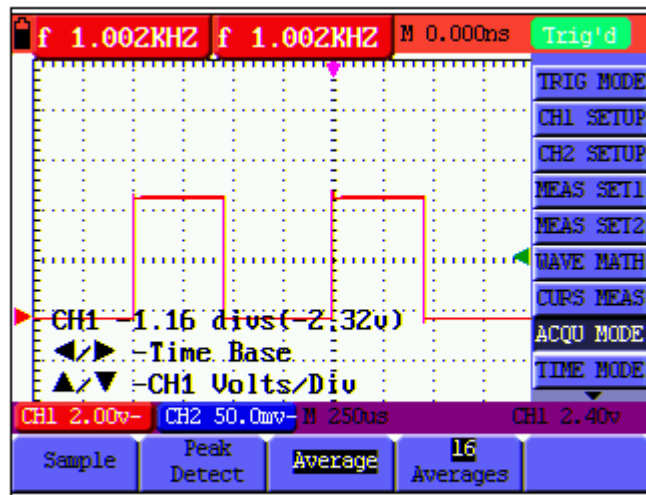 f 1.002KHZ f 1.002KHZ M 0.000ns Trig'd
TRIG MODE
CH1 SETUP
CH2 SETUP
MEAS SET1
MEAS SET2
WAVE MATH
CURS MEAS
ACQU MODE
TIME MODE
CH1 -1.16 divs(-2.32v)
◄/► -Time Base
▲/▼ -CH1 Volts/Div
CH1 2.00v- CH2 50.0mv- M 250us CH1 2.40v
Sample
Peak
Detect
Average
16
Averages